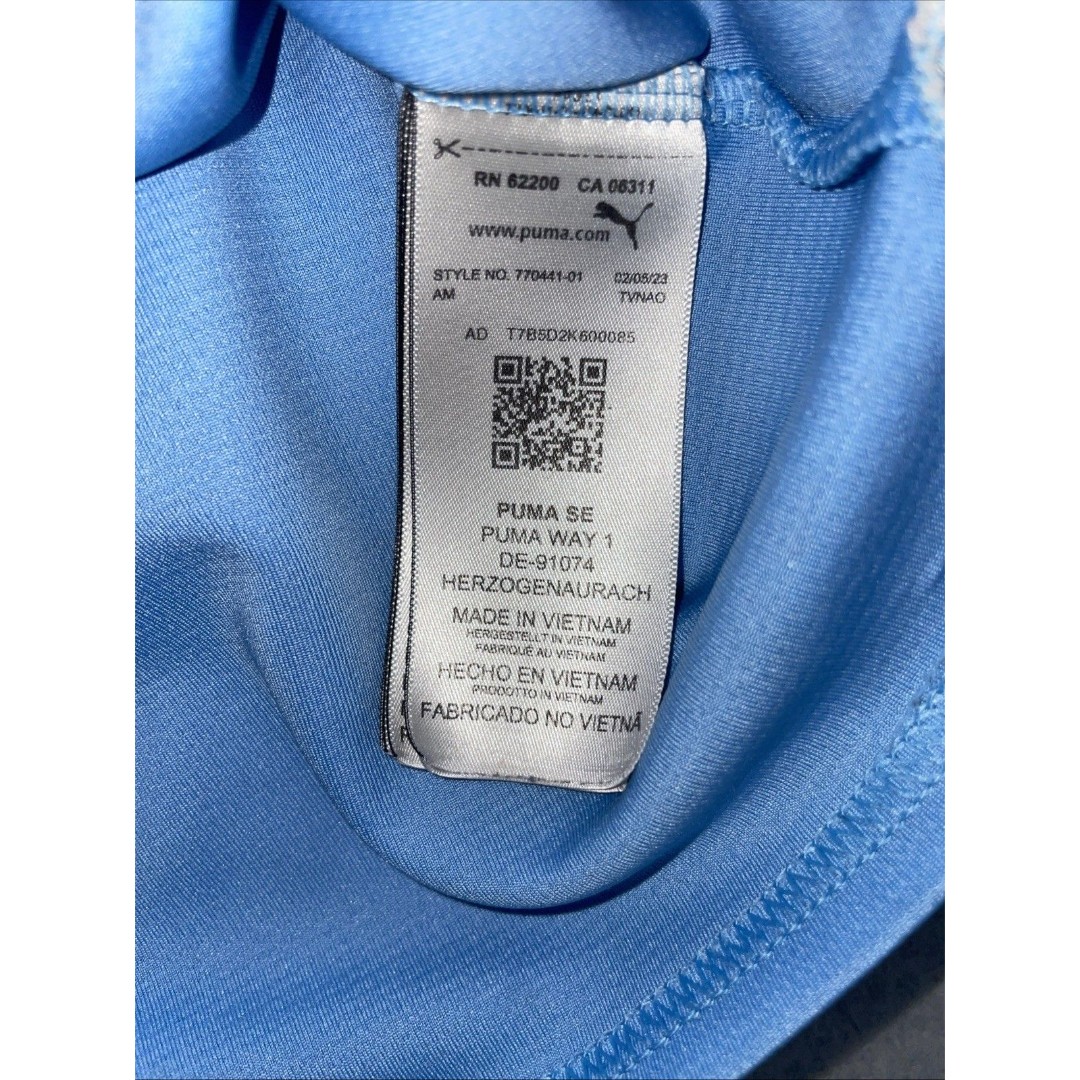 RN 62200 CA 06311
www.puma.com
STYLE NO. 770441-01 02/05/23
AM TVNAO
AD T7B5D2K600085
PUMA SE
PUMA WAY 1
DE-91074
HERZOGENAURACH
MADE IN VIETNAM
HERGESTELLT IN VIETNAM
FABRIQUÉ AU VIETNAM
HECHO EN VIETNAM
PRODOTTO IN VIETNAM
FABRICADO NO VIETNÃ